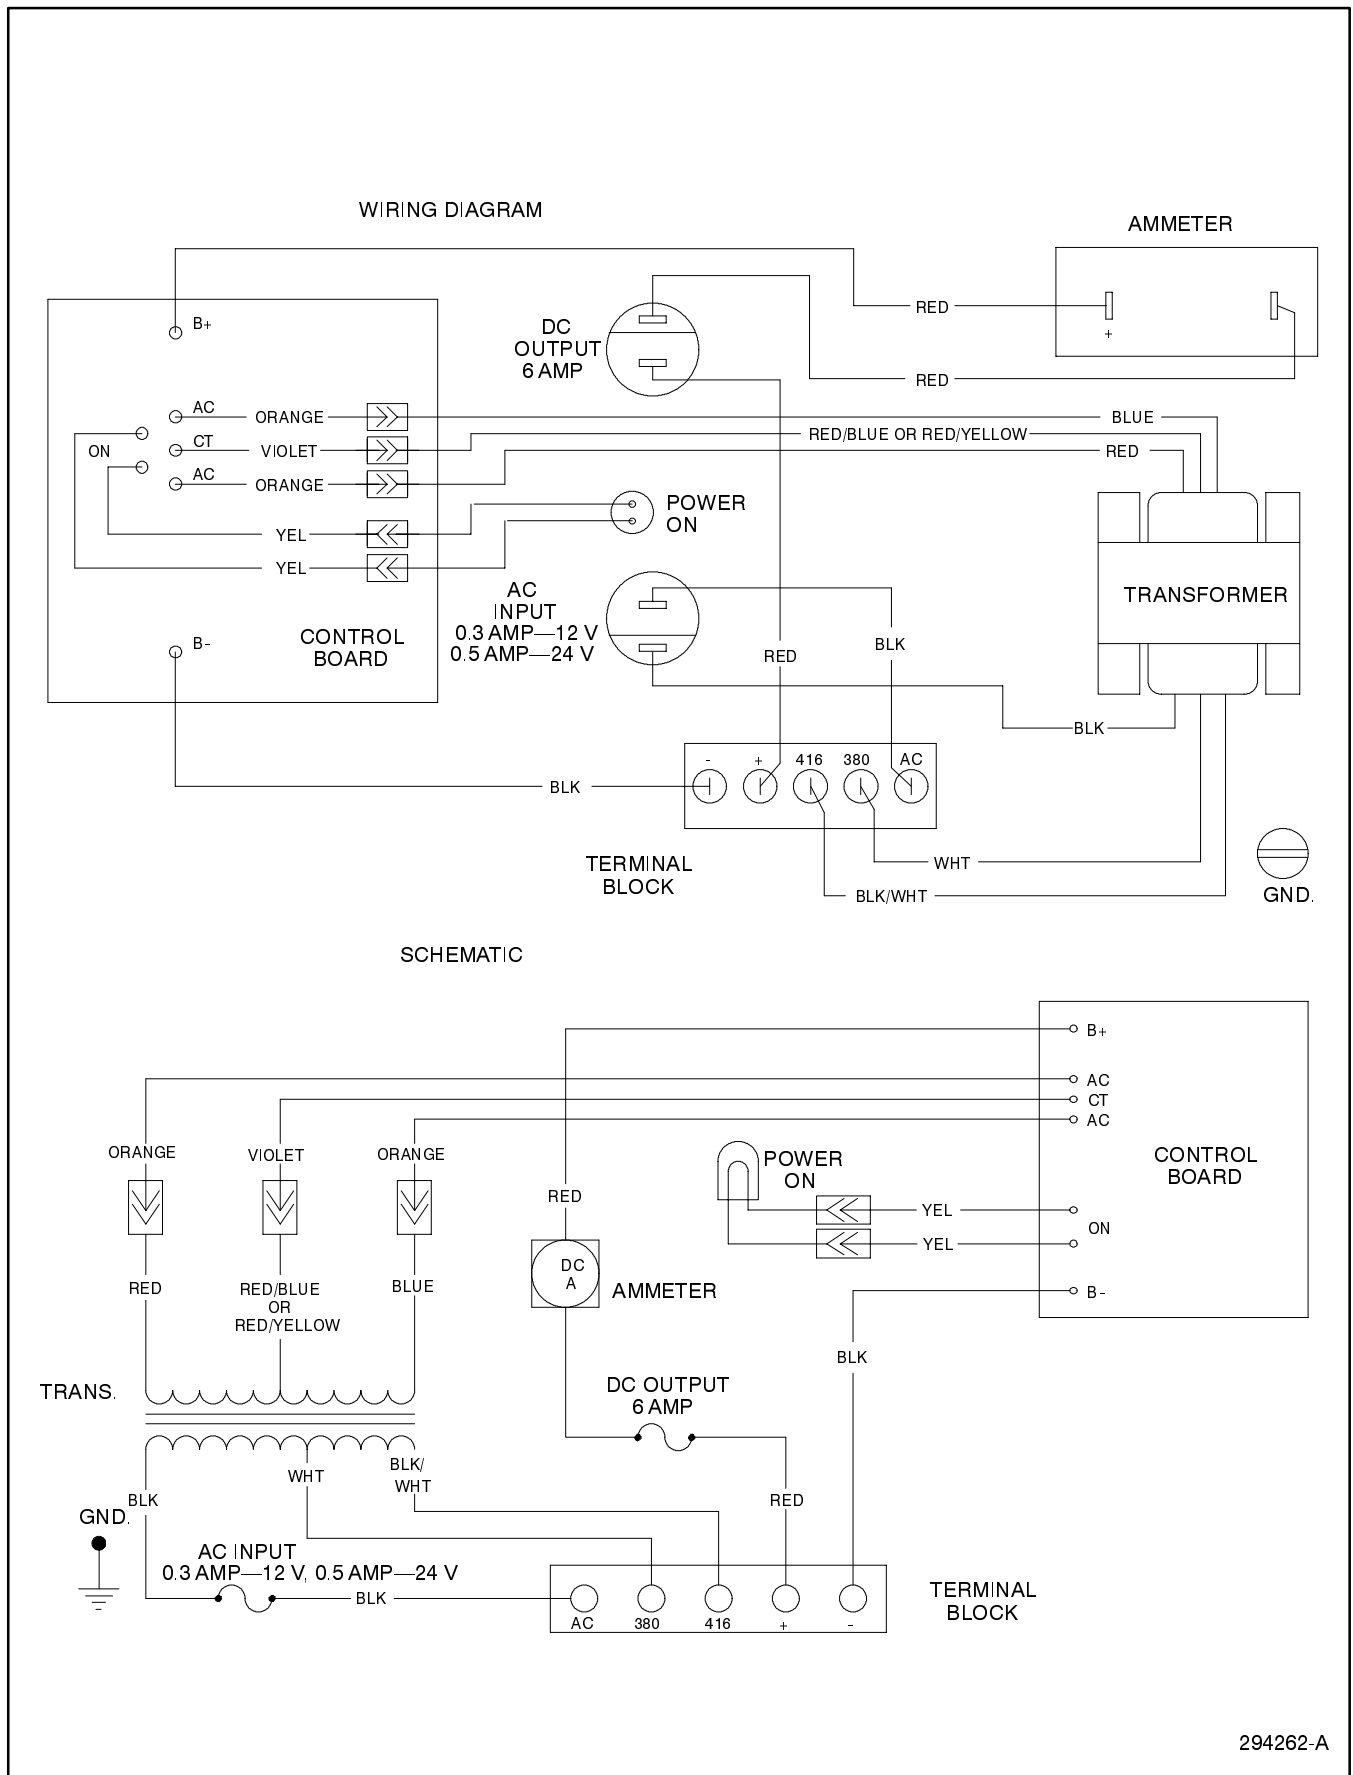 WIRING DIAGRAM
AMMETER
RED
+
B+
DC
OUTPUT
6 AMP
RED
AC
ORANGE
BLUE
ON
CT
VIOLET
RED/BLUE OR RED/YELLOW
RED
AC
ORANGE
POWER
ON
YEL
YEL
AC
INPUT
0.3 AMP—12 V
0.5 AMP—24 V
TRANSFORMER
B-
CONTROL
BOARD
RED
BLK
BLK
-
+
416
380
AC
BLK
TERMINAL
BLOCK
WHT
BLK/WHT
GND.
SCHEMATIC
B+
AC
CT
AC
ORANGE
VIOLET
ORANGE
POWER
ON
CONTROL
BOARD
RED
YEL
ON
YEL
DC
A
AMMETER
RED
RED/BLUE
OR
RED/YELLOW
BLUE
B-
BLK
TRANS.
DC OUTPUT
6 AMP
WHT
BLK/
WHT
BLK
RED
GND.
AC INPUT
0.3 AMP—12 V, 0.5 AMP—24 V
BLK
AC
380
416
+
-
TERMINAL
BLOCK
294262-A